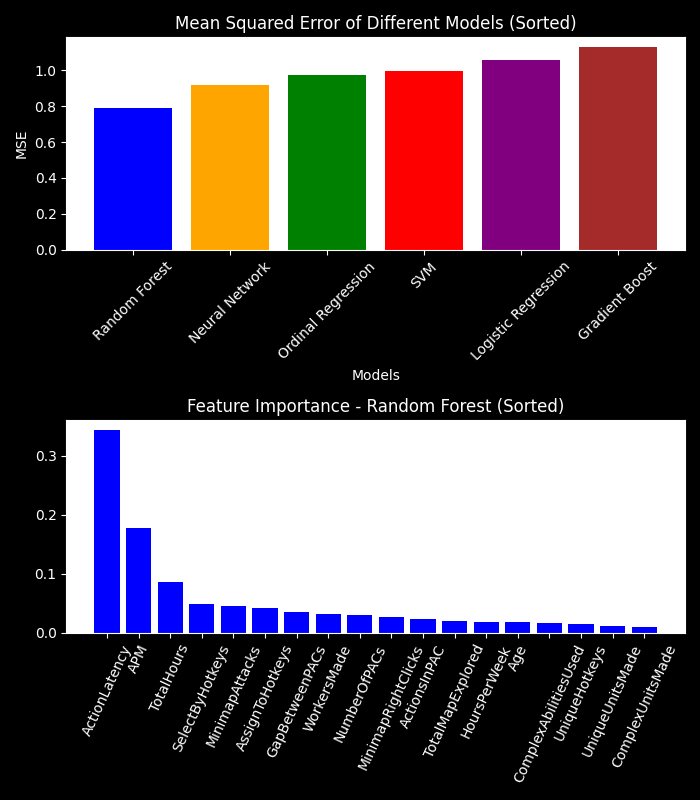 Mean Squared Error of Different Models (Sorted)
1.0
0.8
0.6
0.4
0.2
0.0
MSE
Random Forest
Neural Network
Ordinal Regression
SVM
Logistic Regression
Gradient Boost
Models
Feature Importance - Random Forest (Sorted)
0.3
0.2
0.1
0.0
ActionLatency
APM
TotalHours
SelectByHotkeys
MinimapAttacks
AssignToHotkeys
GapBetweenPACs
WorkersMade
NumberOfPACs
MinimapRightClicks
ActionsInPAC
TotalMapExplored
HoursPerWeek
Age
ComplexAbilitiesUsed
UniqueHotkeys
UniqueUnitsMade
ComplexUnitsMade